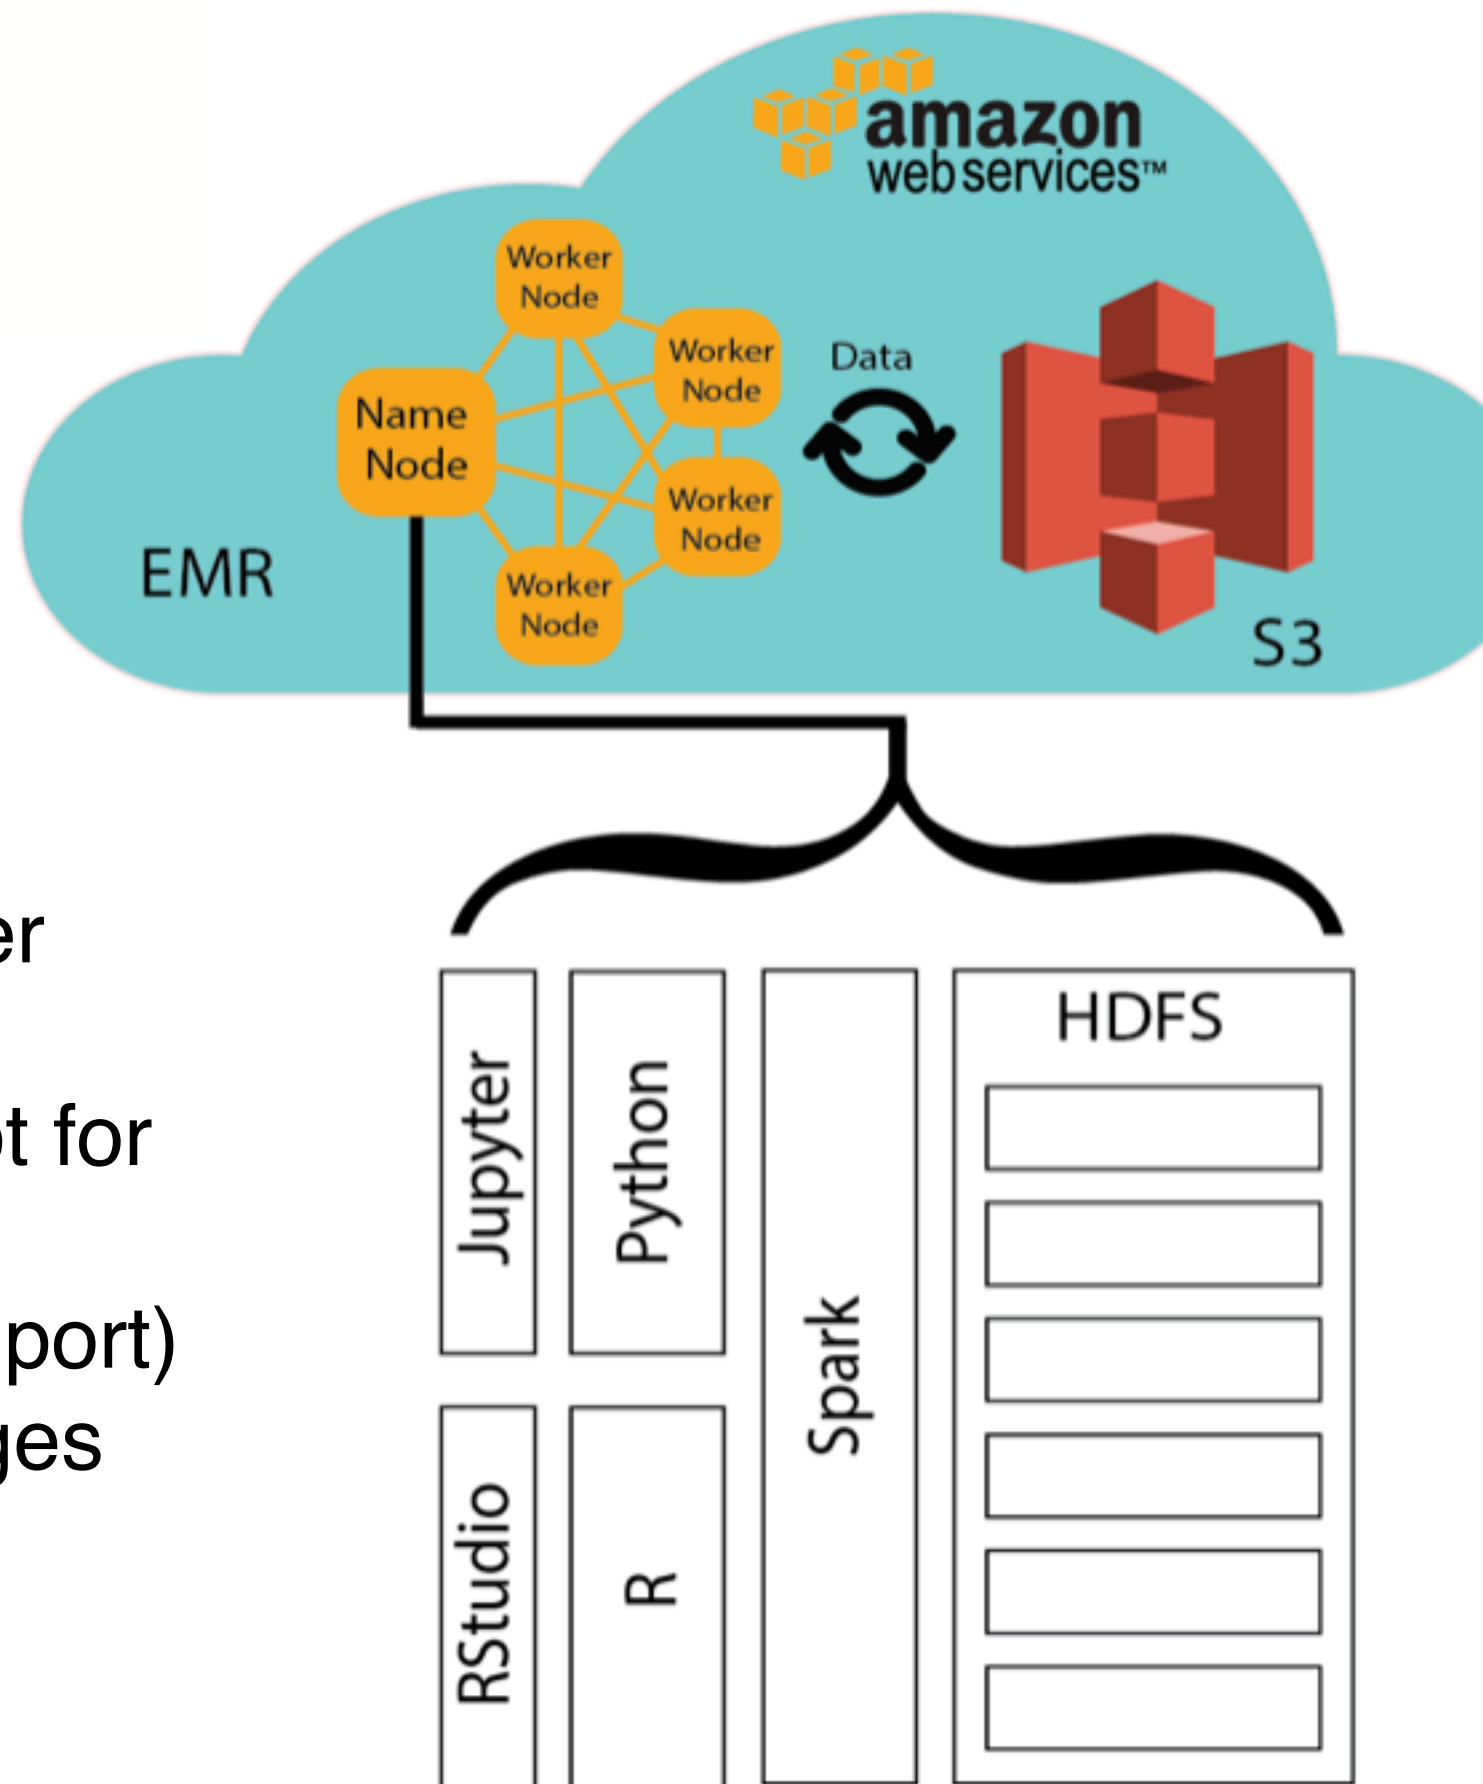 amazon
web services™
Worker
Node
Worker
Node
Data
Name
Node
Worker
Node
EMR
Worker
Node
S3
er
t for
port)
ges
HDFS
Jupyter
Python
Spark
RStudio
R